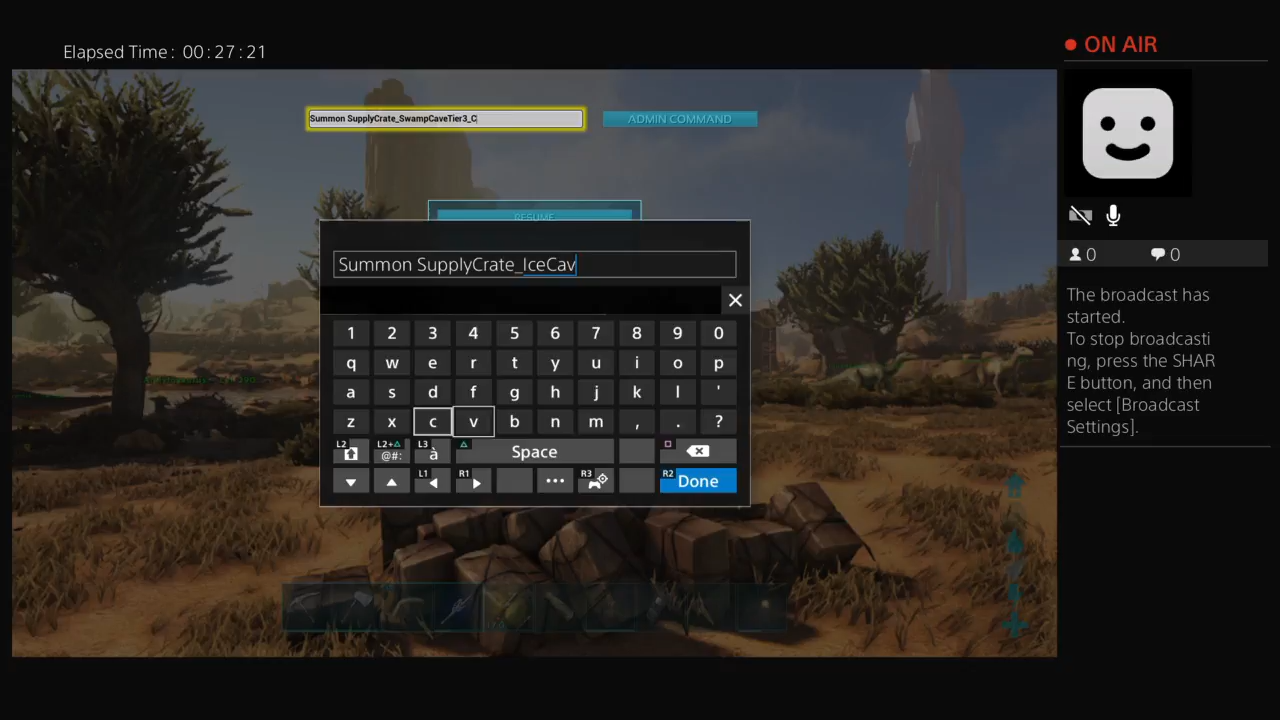 Elapsed Time: 00:27:21
ON AIR
Summon SupplyCrate_SwampCaveTier3_C
ADMIN COMMAND
RESUME
Summon SupplyCrate_IceCav
1 2 3 4 5 6 7 8 9 0
q w e r t y u i o p
a s d f g h j k l '
z x c v b n m , . ?
L2 L2+△ @#: L3 à △ Space
L1 R1 ... R3 R2 Done
0 0
The broadcast has
started.
To stop broadcasti
ng, press the SHAR
E button, and then
select [Broadcast
Settings].